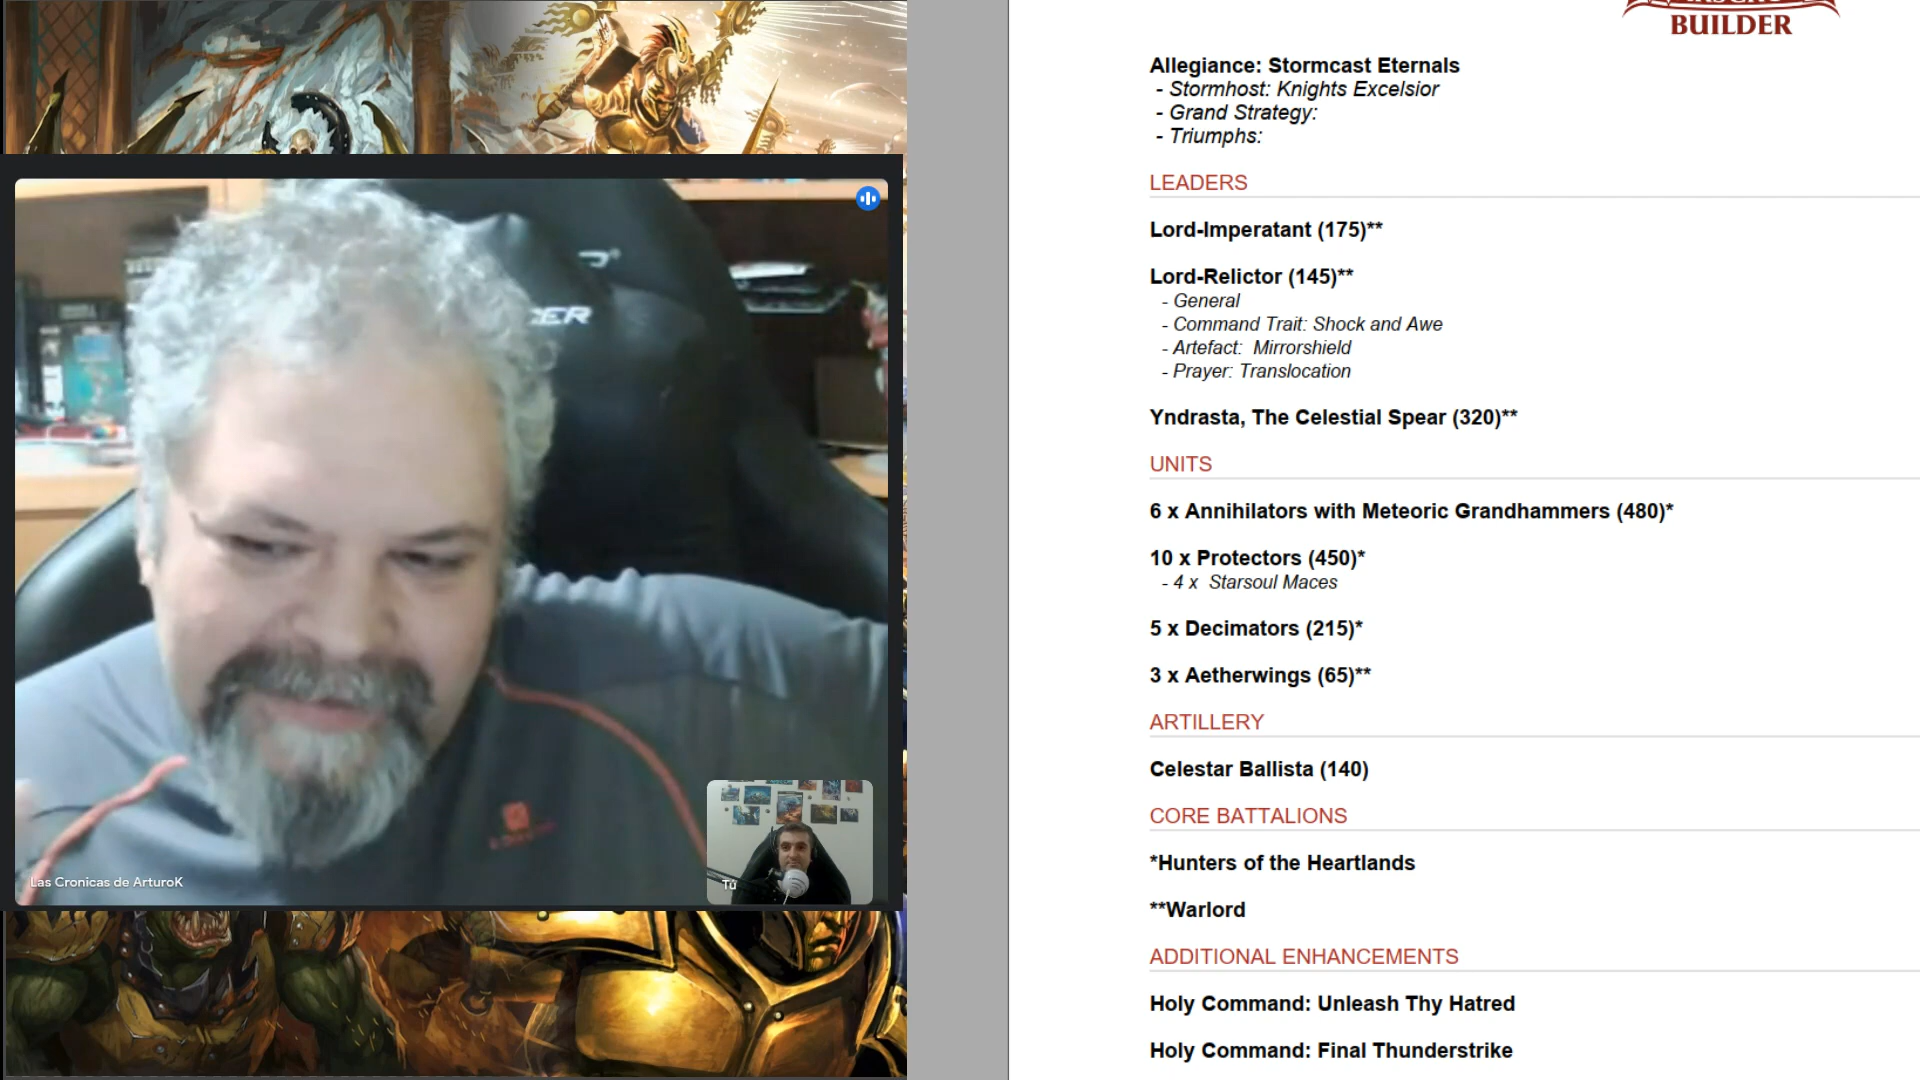 BUILDER
Allegiance: Stormcast Eternals
- Stormhost: Knights Excelsior
- Grand Strategy:
- Triumphs:
LEADERS
Lord-Imperatant (175)**
Lord-Relictor (145)**
- General
- Command Trait: Shock and Awe
- Artefact: Mirrorshield
- Prayer: Translocation
Yndrasta, The Celestial Spear (320)**
UNITS
6 x Annihilators with Meteoric Grandhammers (480)*
10 x Protectors (450)*
- 4 x Starsoul Maces
5 x Decimators (215)*
3 x Aetherwings (65)**
ARTILLERY
Celestar Ballista (140)
CORE BATTALIONS
*Hunters of the Heartlands
**Warlord
ADDITIONAL ENHANCEMENTS
Holy Command: Unleash Thy Hatred
Holy Command: Final Thunderstrike
Las Cronicas de ArturoK
Tú